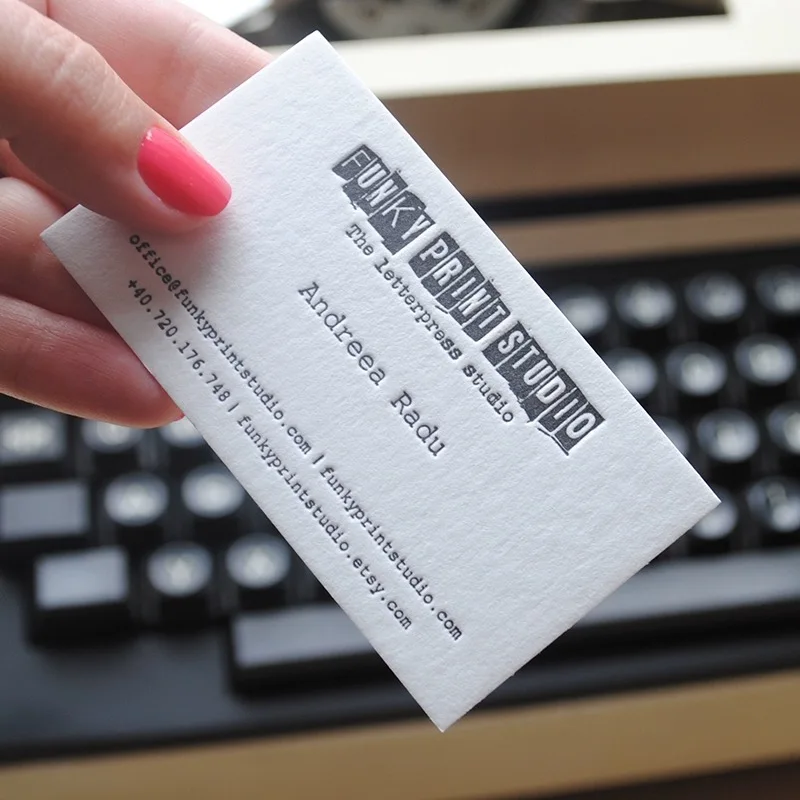 FUNKY PRINT STUDIO
The letterpress studio
Andreea Radu
office@funkyprintstudio.com | funkyprintstudio.com
+40.720.176.748 | funkyprintstudio.etsy.com